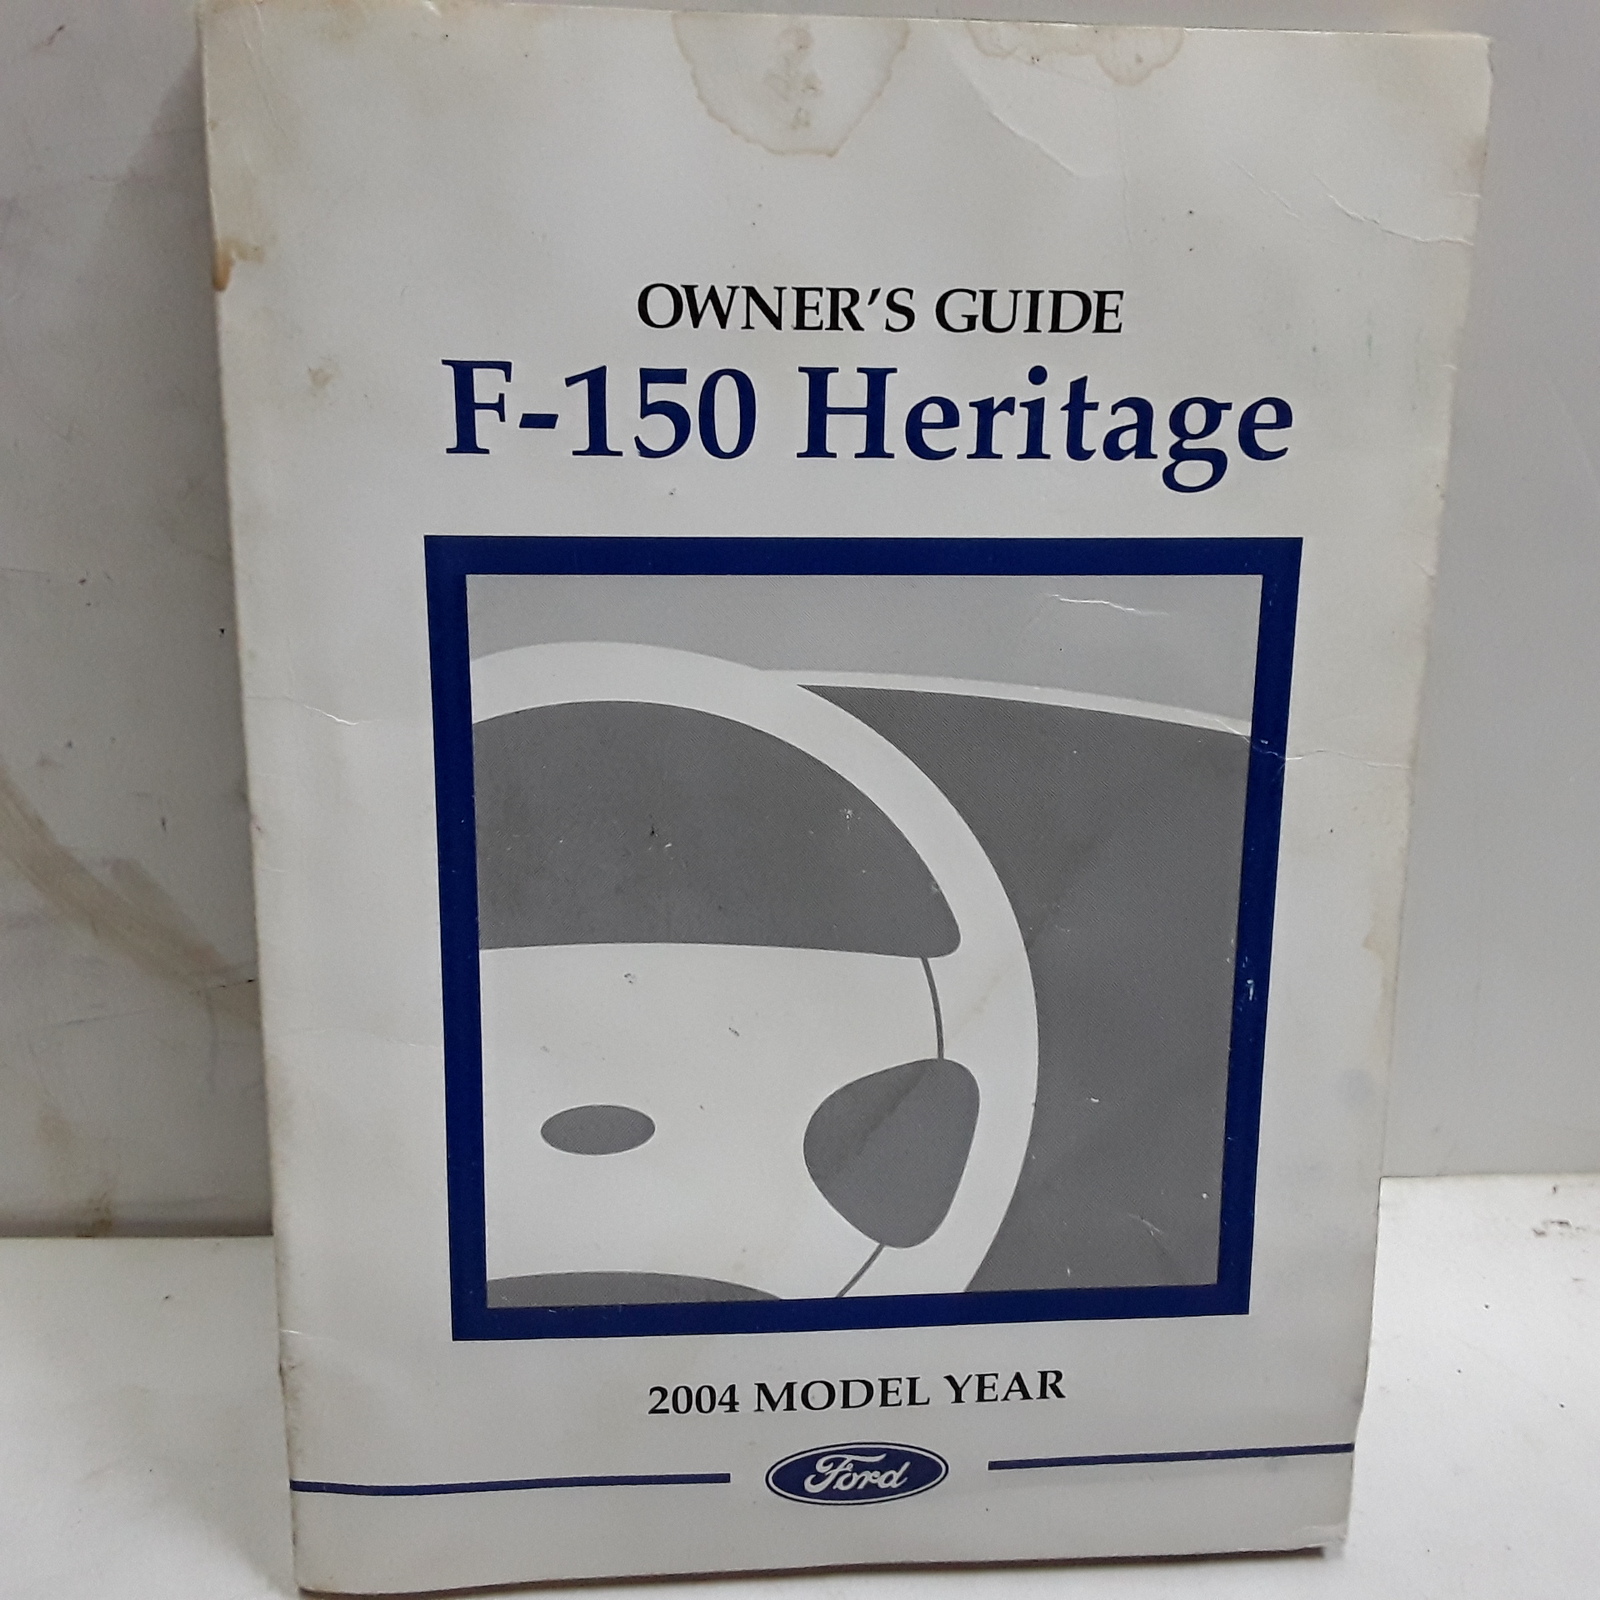 OWNER'S GUIDE
F-150 Heritage
2004 MODEL YEAR
Ford